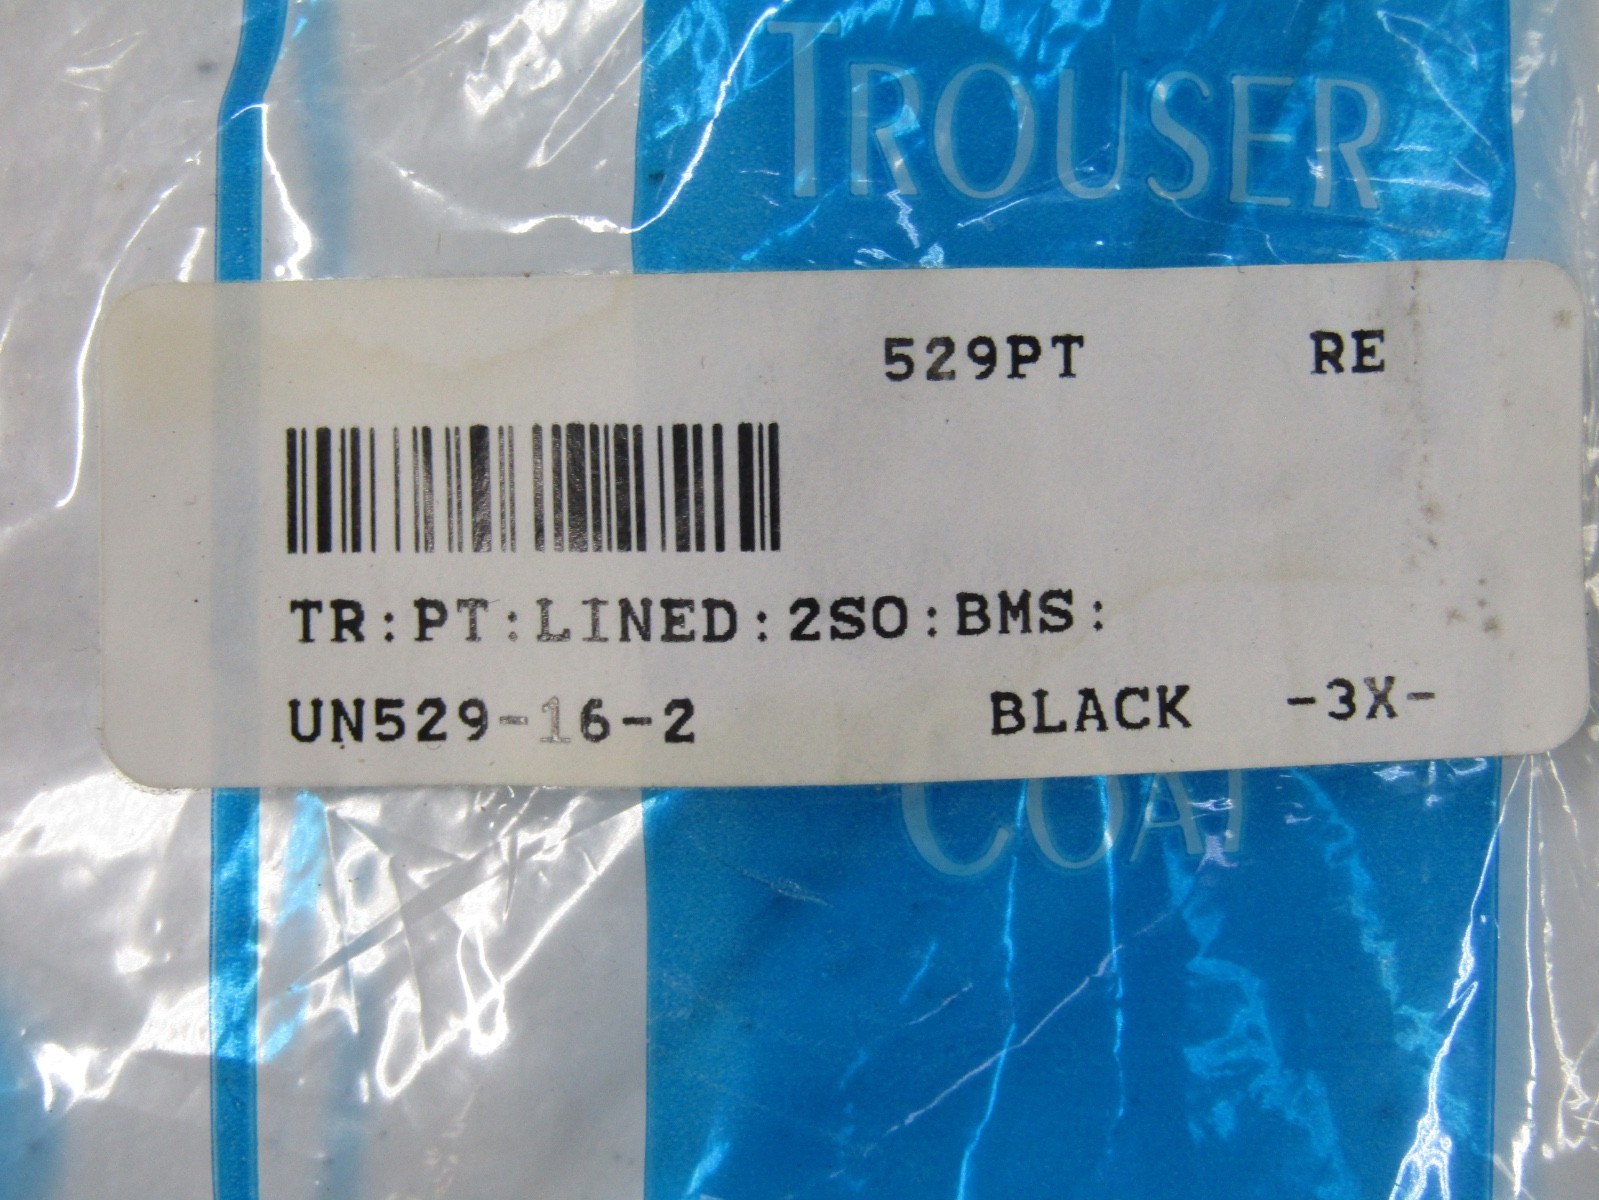 TROUSER
529PT RE
TR:PT:LINED:2SO:BMS:
UN529-16-2 BLACK -3X-
COAT